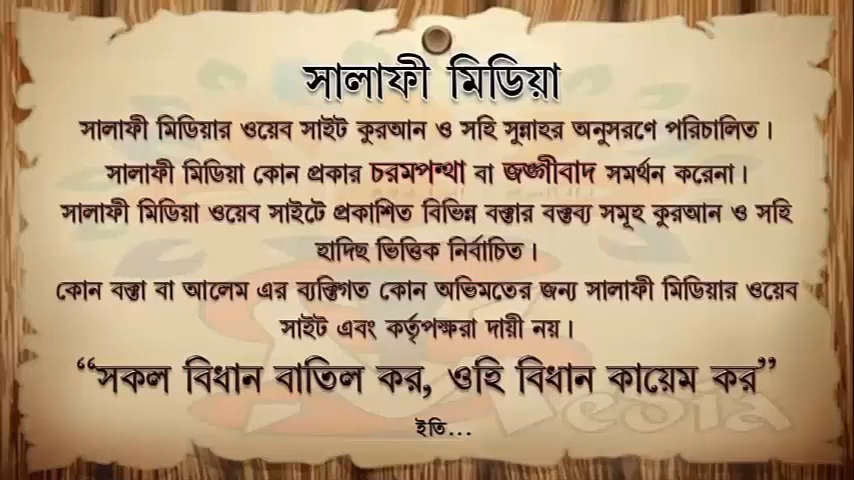 সালাফী মিডিয়া
সালাফী মিডিয়ার ওয়েব সাইট কুরআন ও সহি সুন্নাহর অনুসরণে পরিচালিত।
সালাফী মিডিয়া কোন প্রকার চরমপন্থা বা জঙ্গীবাদ সমর্থন করেনা।
সালাফী মিডিয়া ওয়েব সাইটে প্রকাশিত বিভিন্ন বক্তার বক্তব্য সমূহ কুরআন ও সহি
হাদিছ ভিত্তিক নির্বাচিত।
কোন বক্তা বা আলেম এর ব্যক্তিগত কোন অভিমতের জন্য সালাফী মিডিয়ার ওয়েব
সাইট এবং কর্তৃপক্ষরা দায়ী নয়।
“সকল বিধান বাতিল কর, ওহি বিধান কায়েম কর”
ইতি...